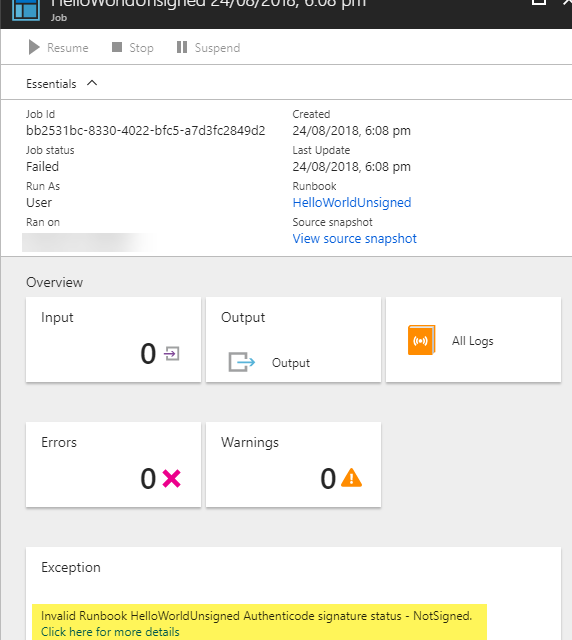 HelloWorldUnsigned 24/08/2018, 6:08 pm
Job
Resume Stop Suspend
Essentials
Job Id
bb2531bc-8330-4022-bfc5-a7d3fc2849d2
Created
24/08/2018, 6:08 pm
Job status
Failed
Last Update
24/08/2018, 6:08 pm
Run As
User
Runbook
HelloWorldUnsigned
Ran on
Source snapshot
View source snapshot
Overview
Input
0
Output
Output
All Logs
Errors
0
Warnings
0
Exception
Invalid Runbook HelloWorldUnsigned Authenticode signature status - NotSigned.
Click here for more details